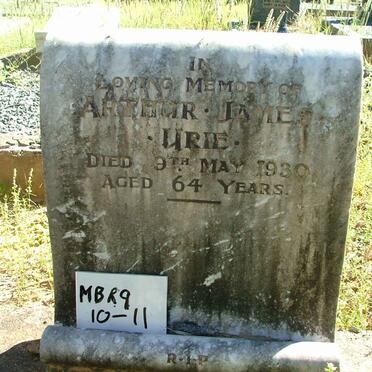 IN
LOVING MEMORY OF
ARTHUR · JAMES
· URIE ·
DIED 9TH MAY 1930
AGED 64 YEARS.
MBR9
10-11
R·I·P